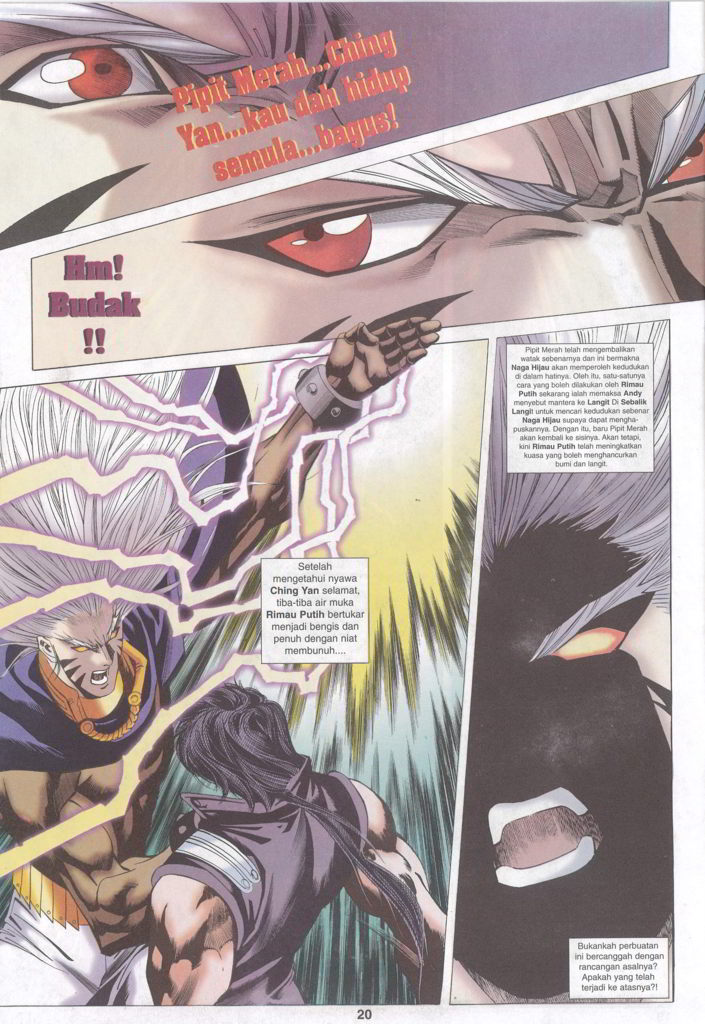 Pipit Merah...Ching
Yan...kau dah hidup
semula...bagus!
Hm!
Budak
!!
Pipit Merah telah mengembalikan
watak sebenarnya dan ini bermakna
Naga Hijau akan memperoleh kedudukan
di dalam hatinya. Oleh itu, satu-satunya
cara yang boleh dilakukan oleh Rimau
Putih sekarang ialah memaksa Andy
menyebut mantera ke Langit Di Sebalik
Langit untuk mencari kedudukan sebenar
Naga Hijau supaya dapat mengha-
puskannya. Dengan itu, baru Pipit Merah
akan kembali ke sisinya. Akan tetapi,
kini Rimau Putih telah meningkatkan
kuasa yang boleh menghancurkan
bumi dan langit.
Setelah
mengetahui nyawa
Ching Yan selamat,
tiba-tiba air muka
Rimau Putih bertukar
menjadi bengis dan
penuh dengan niat
membunuh....
Bukankah perbuatan
ini bercanggah dengan
rancangan asalnya?
Apakah yang telah
terjadi ke atasnya?!
20